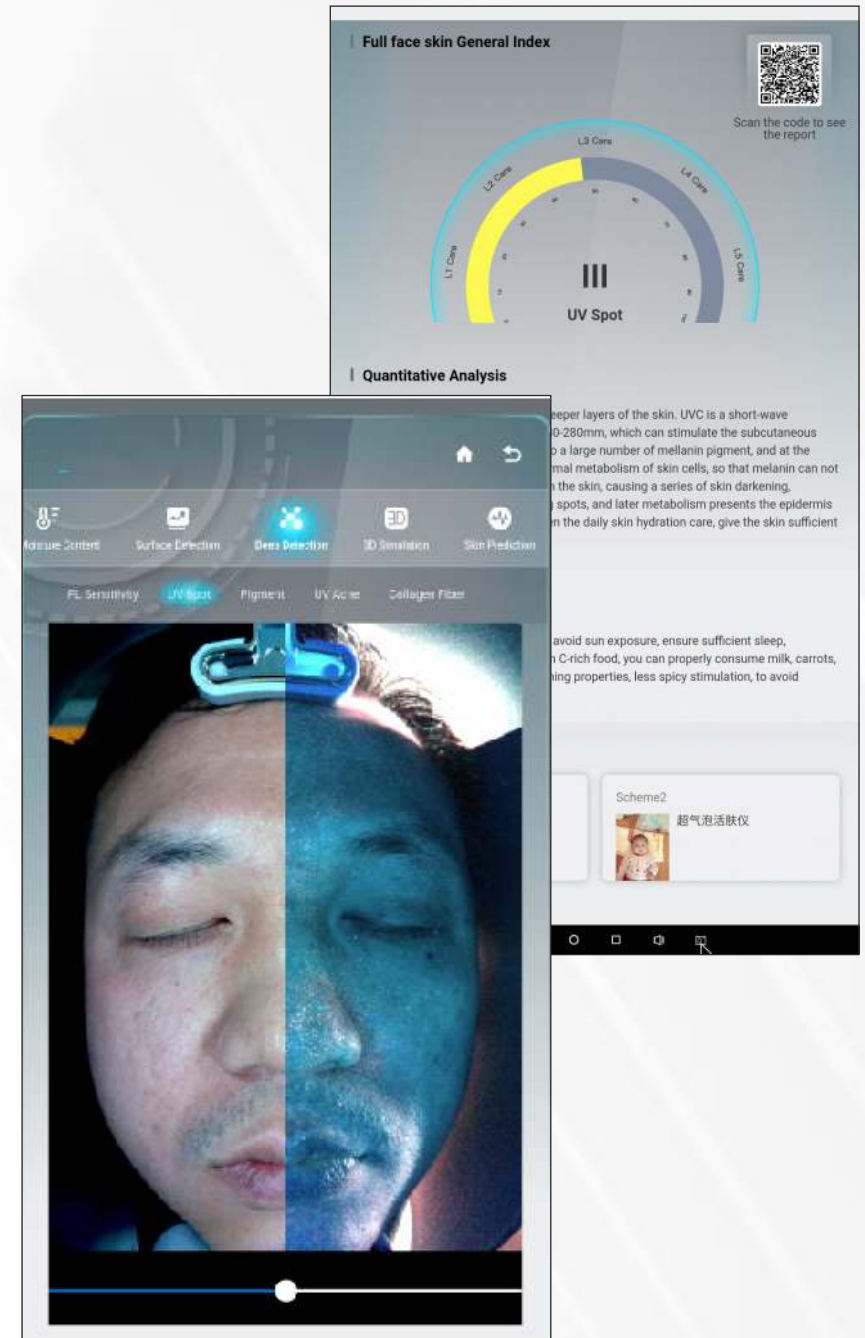 Full face skin General Index
Scan the code to see
the report
L1 Care
L2 Care
L3 Care
L4 Care
L5 Care
III
UV Spot
Quantitative Analysis
eeper layers of the skin. UVC is a short-wave
0-280mm, which can stimulate the subcutaneous
o a large number of mellanin pigment, and at the
mal metabolism of skin cells, so that melanin can not
the skin, causing a series of skin darkening,
spots, and later metabolism presents the epidermis
en the daily skin hydration care, give the skin sufficient
avoid sun exposure, ensure sufficient sleep,
C-rich food, you can properly consume milk, carrots,
ning properties, less spicy stimulation, to avoid
Scheme2
超气泡活肤仪
Moisture Content
Surface Detection
Deep Detection
3D
3D Simulation
Skin Prediction
PL Sensitivity
UV Spot
Pigment
UV Acne
Collagen Fiber